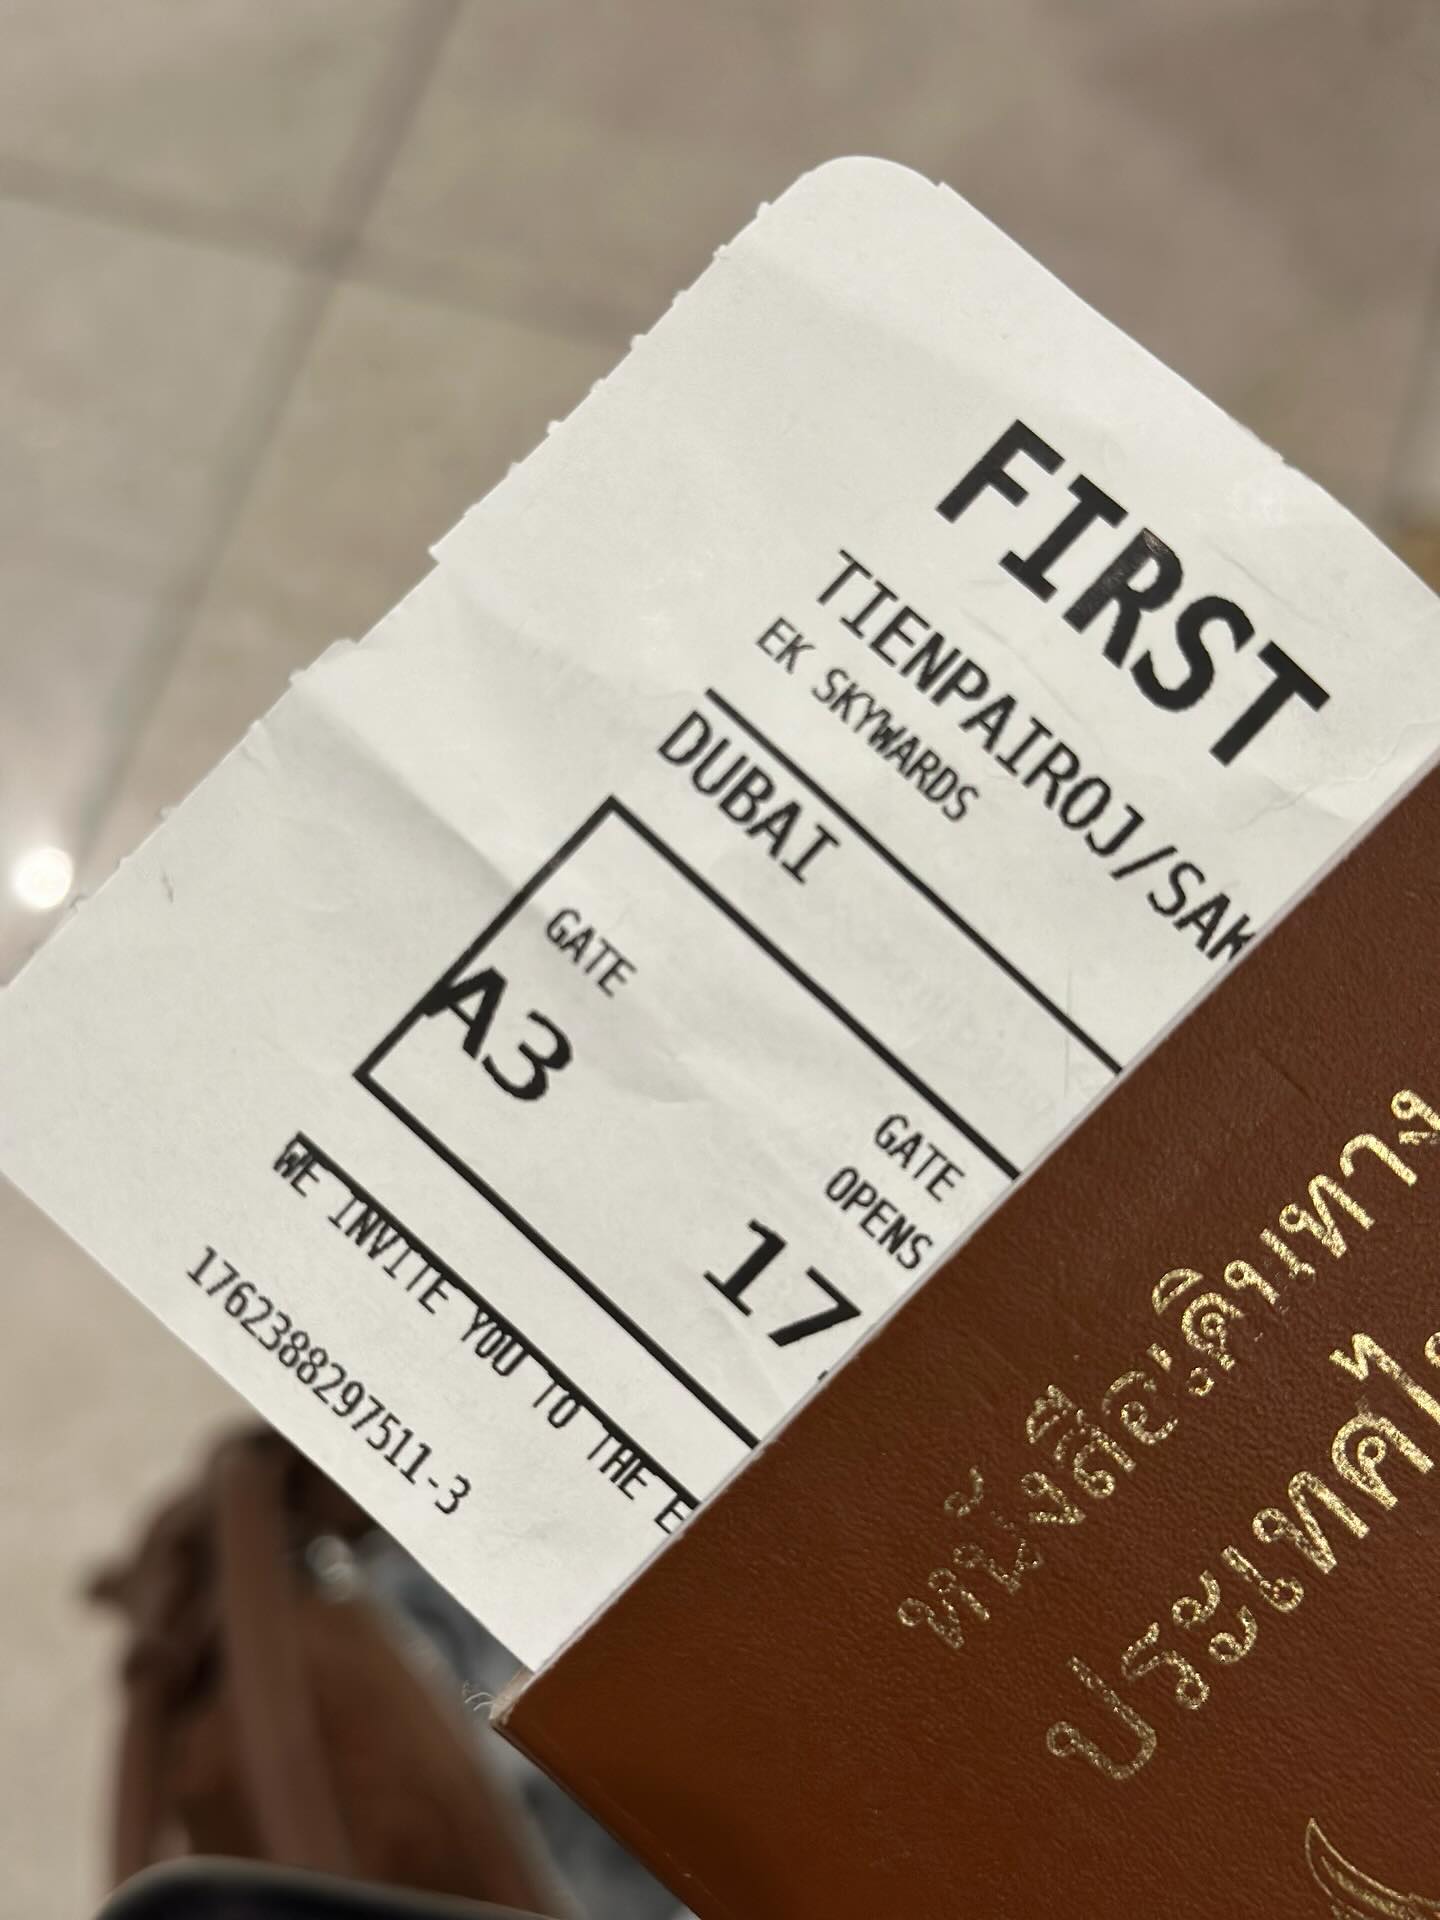 FIRST
TIENPAIROJ/SAK
EK SKYWARDS
DUBAI
GATE
A3
GATE
OPENS
17
WE INVITE YOU TO THE E
1762388297511-3
หนังสือเดินทาง
ประเทศไ